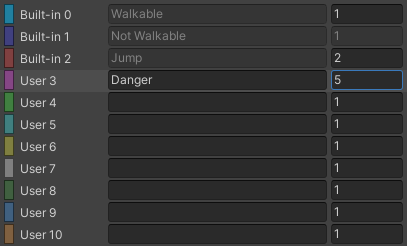 Built-in 0 Walkable 1
Built-in 1 Not Walkable 1
Built-in 2 Jump 2
User 3 Danger 5
User 4 1
User 5 1
User 6 1
User 7 1
User 8 1
User 9 1
User 10 1